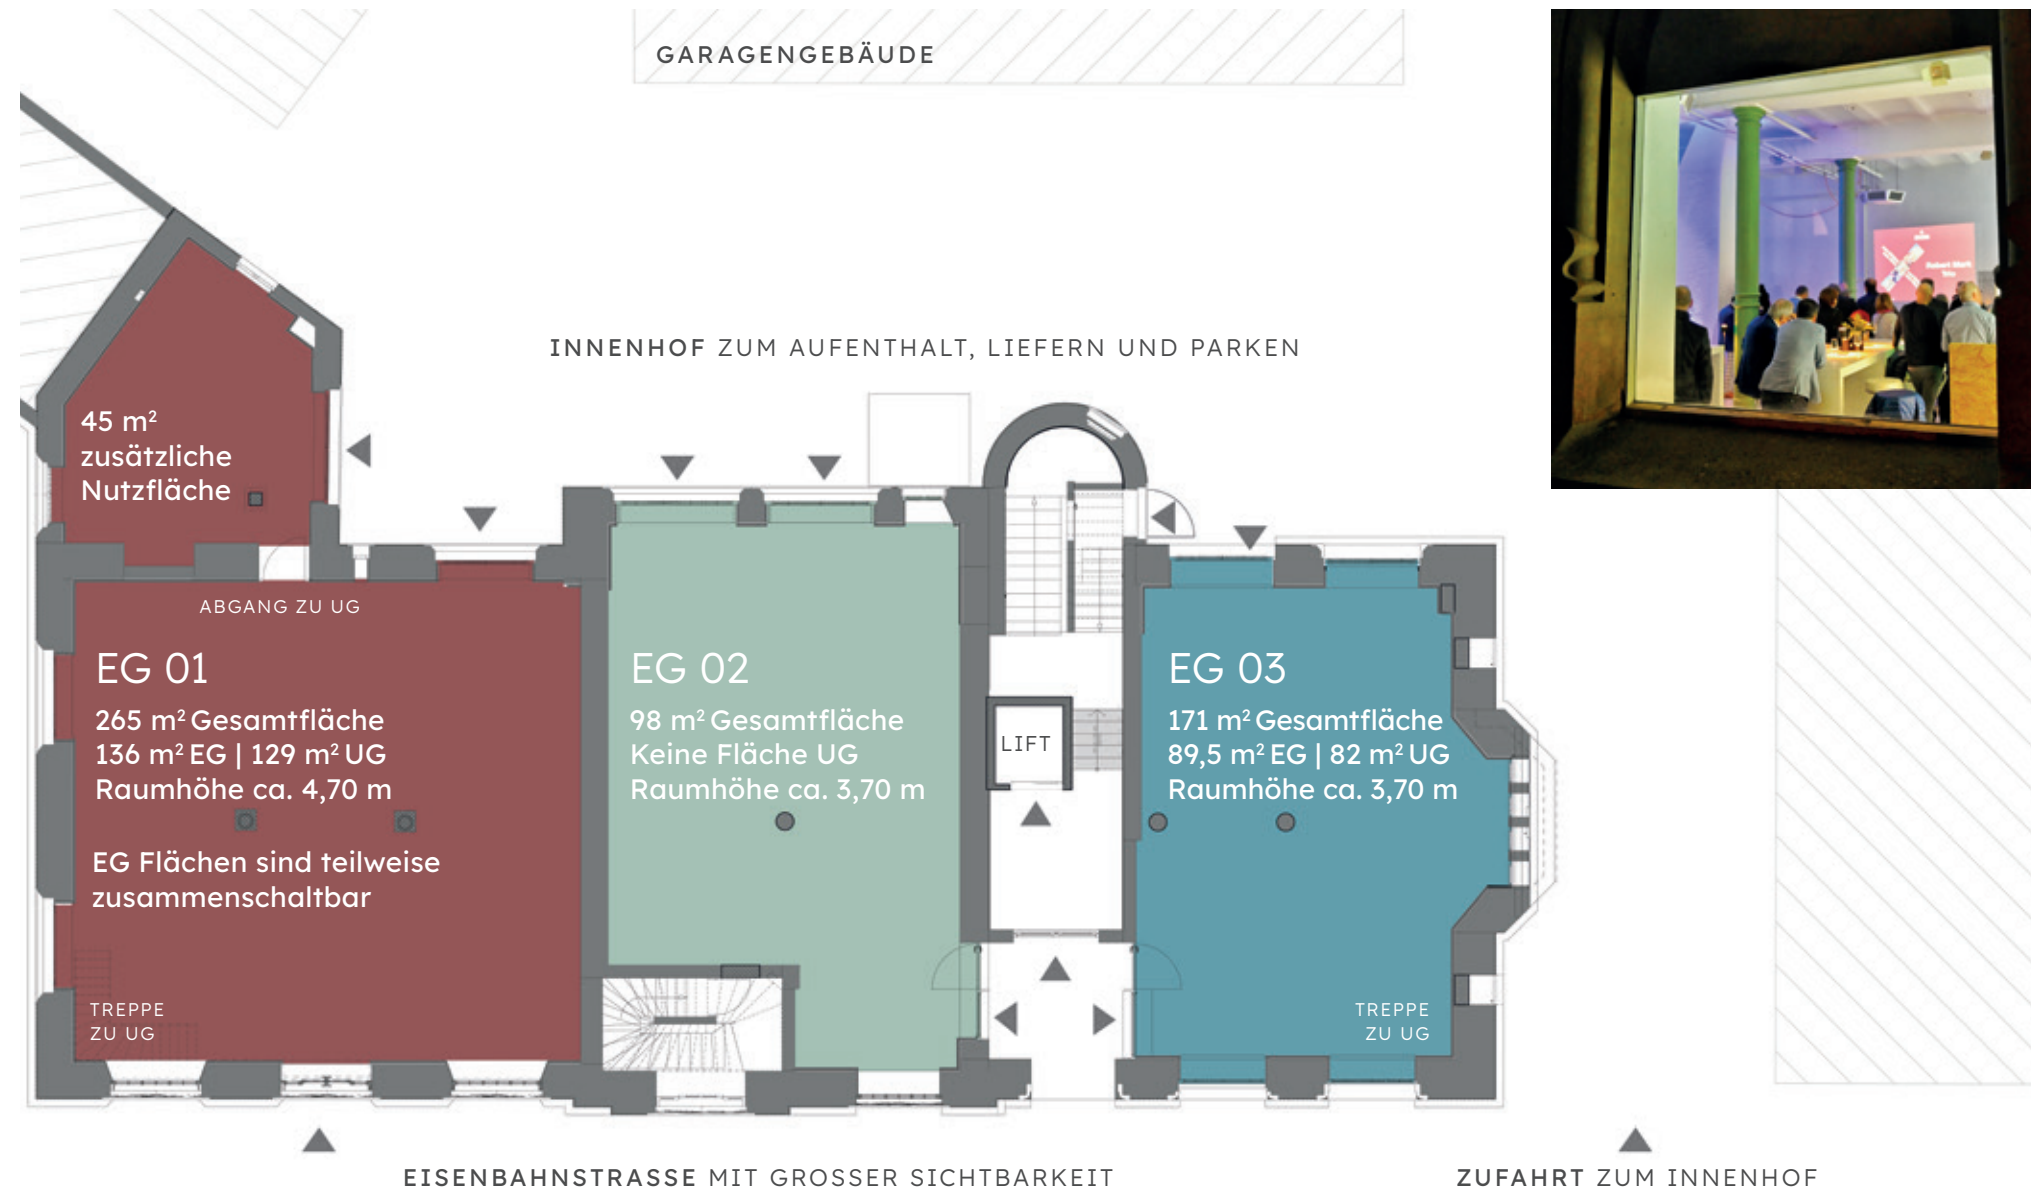 GARAGENGEBÄUDE
Robert Mark
Trio
INNENHOF ZUM AUFENTHALT, LIEFERN UND PARKEN
45 m²
zusätzliche
Nutzfläche
ABGANG ZU UG
EG 01
265 m² Gesamtfläche
136 m² EG | 129 m² UG
Raumhöhe ca. 4,70 m
EG Flächen sind teilweise
zusammenschaltbar
TREPPE
ZU UG
EG 02
98 m² Gesamtfläche
Keine Fläche UG
Raumhöhe ca. 3,70 m
LIFT
EG 03
171 m² Gesamtfläche
89,5 m² EG | 82 m² UG
Raumhöhe ca. 3,70 m
TREPPE
ZU UG
EISENBAHNSTRASSE MIT GROSSER SICHTBARKEIT
ZUFAHRT ZUM INNENHOF